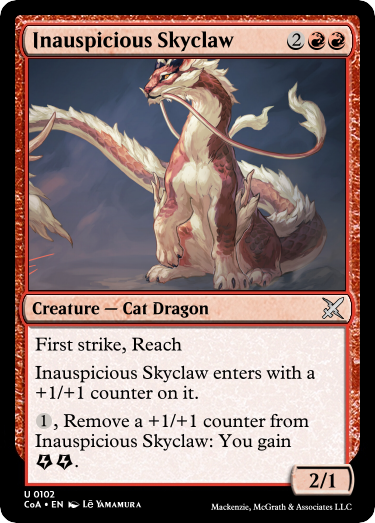 Inauspicious Skyclaw 2
Creature — Cat Dragon
First strike, Reach
Inauspicious Skyclaw enters with a
+1/+1 counter on it.
1, Remove a +1/+1 counter from
Inauspicious Skyclaw: You gain
.
2/1
U 0102
CoA • EN Lē Yamamura
Mackenzie, McGrath & Associates LLC